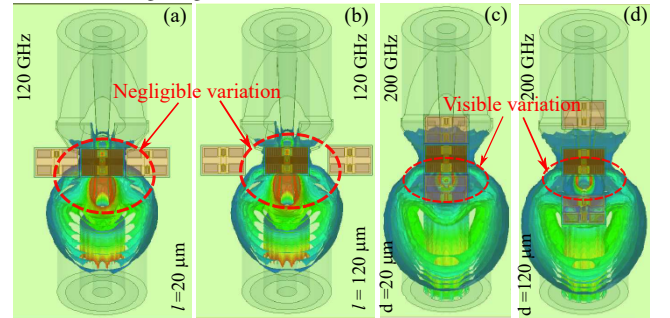 (a)
(b)
(c)
(d)
120 GHz
120 GHz
200 GHz
200 GHz
Negligible variation
Visible variation
l = 20 µm
l = 120 µm
d = 20 µm
d = 120 µm